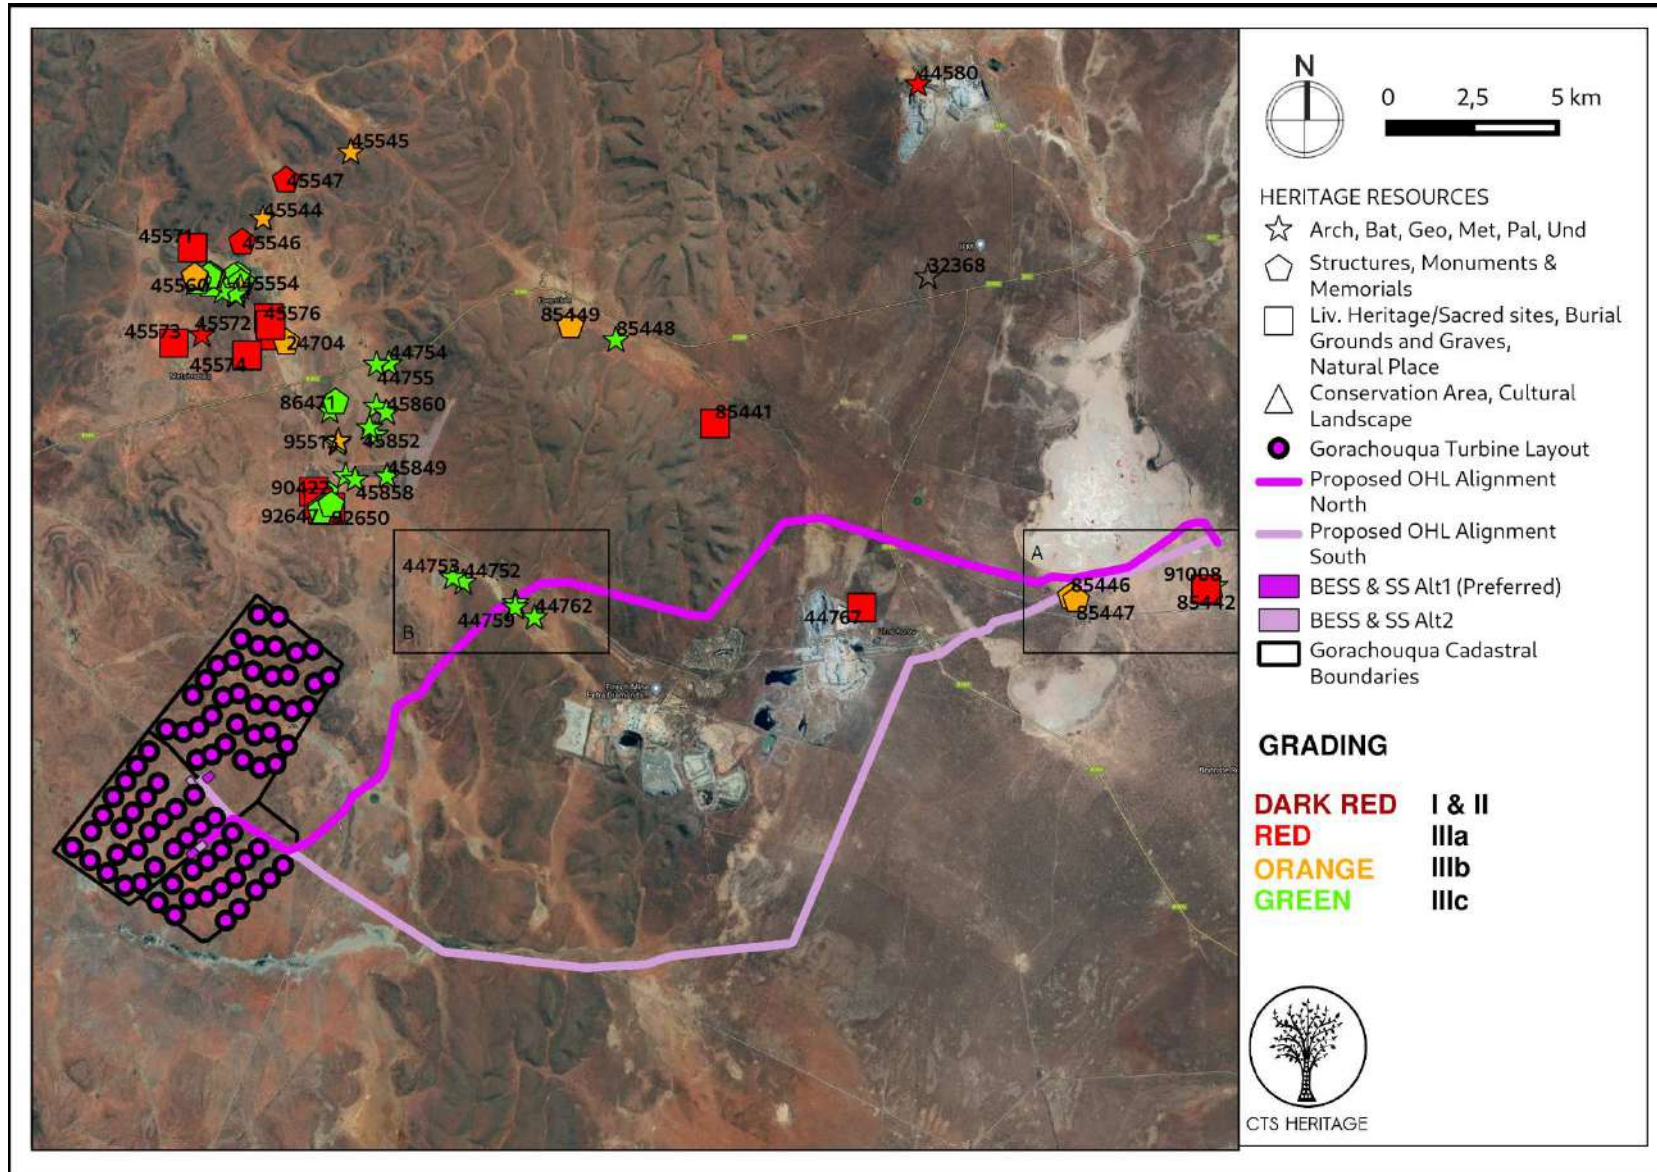 44580
45545
45547
45544
45571
45546
45560
45554
32368
45576
45572
45573
85449
85448
24704
45574
44754
44755
86471
45860
85441
9551
45852
45849
90422
45858
92647
92650
A
44753
44752
91008
85446
85442
85447
44762
44759
44767
B
N
0 2,5 5 km
HERITAGE RESOURCES
Arch, Bat, Geo, Met, Pal, Und
Structures, Monuments &
Memorials
Liv. Heritage/Sacred sites, Burial
Grounds and Graves,
Natural Place
Conservation Area, Cultural
Landscape
Gorachouqua Turbine Layout
Proposed OHL Alignment
North
Proposed OHL Alignment
South
BESS & SS Alt1 (Preferred)
BESS & SS Alt2
Gorachouqua Cadastral
Boundaries
GRADING
DARK RED I & II
RED IIIa
ORANGE IIIb
GREEN IIIc
CTS HERITAGE